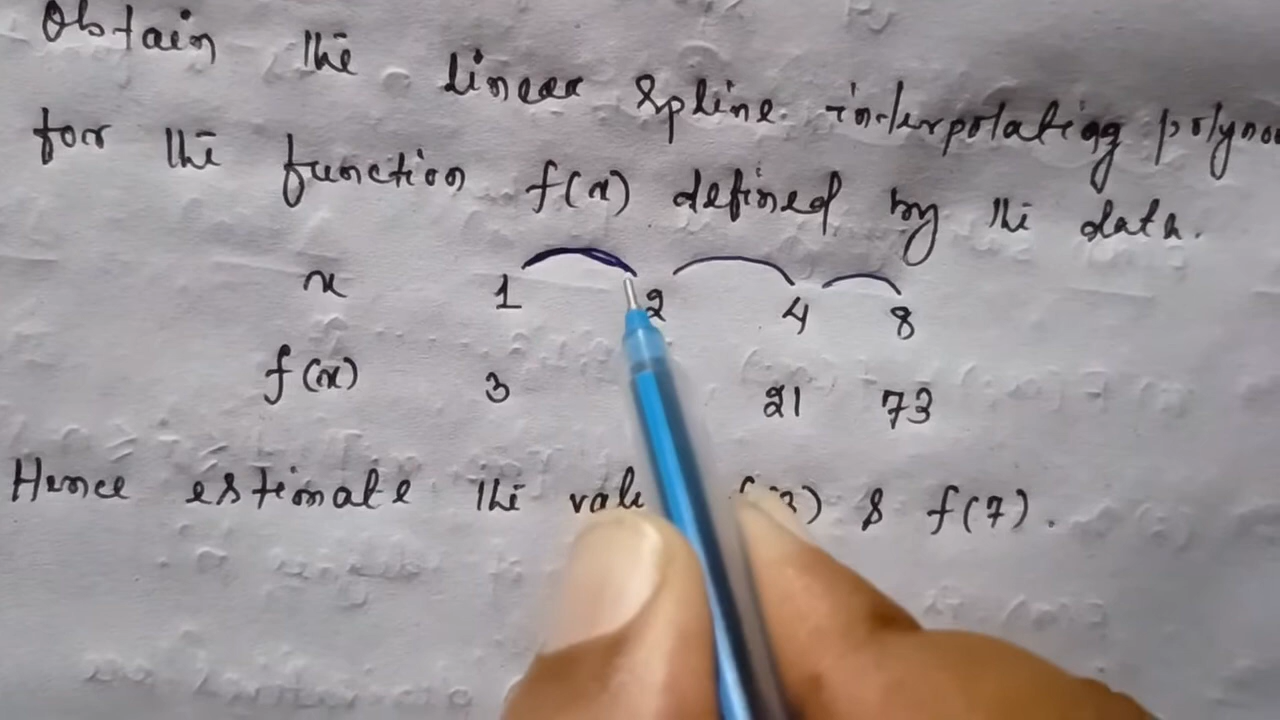 Obtain the linear spline interpolating
for the function f(x) defined by the data.
x 1 2 4 8
f(x) 3 21 73
Hence estimate the & f(7).